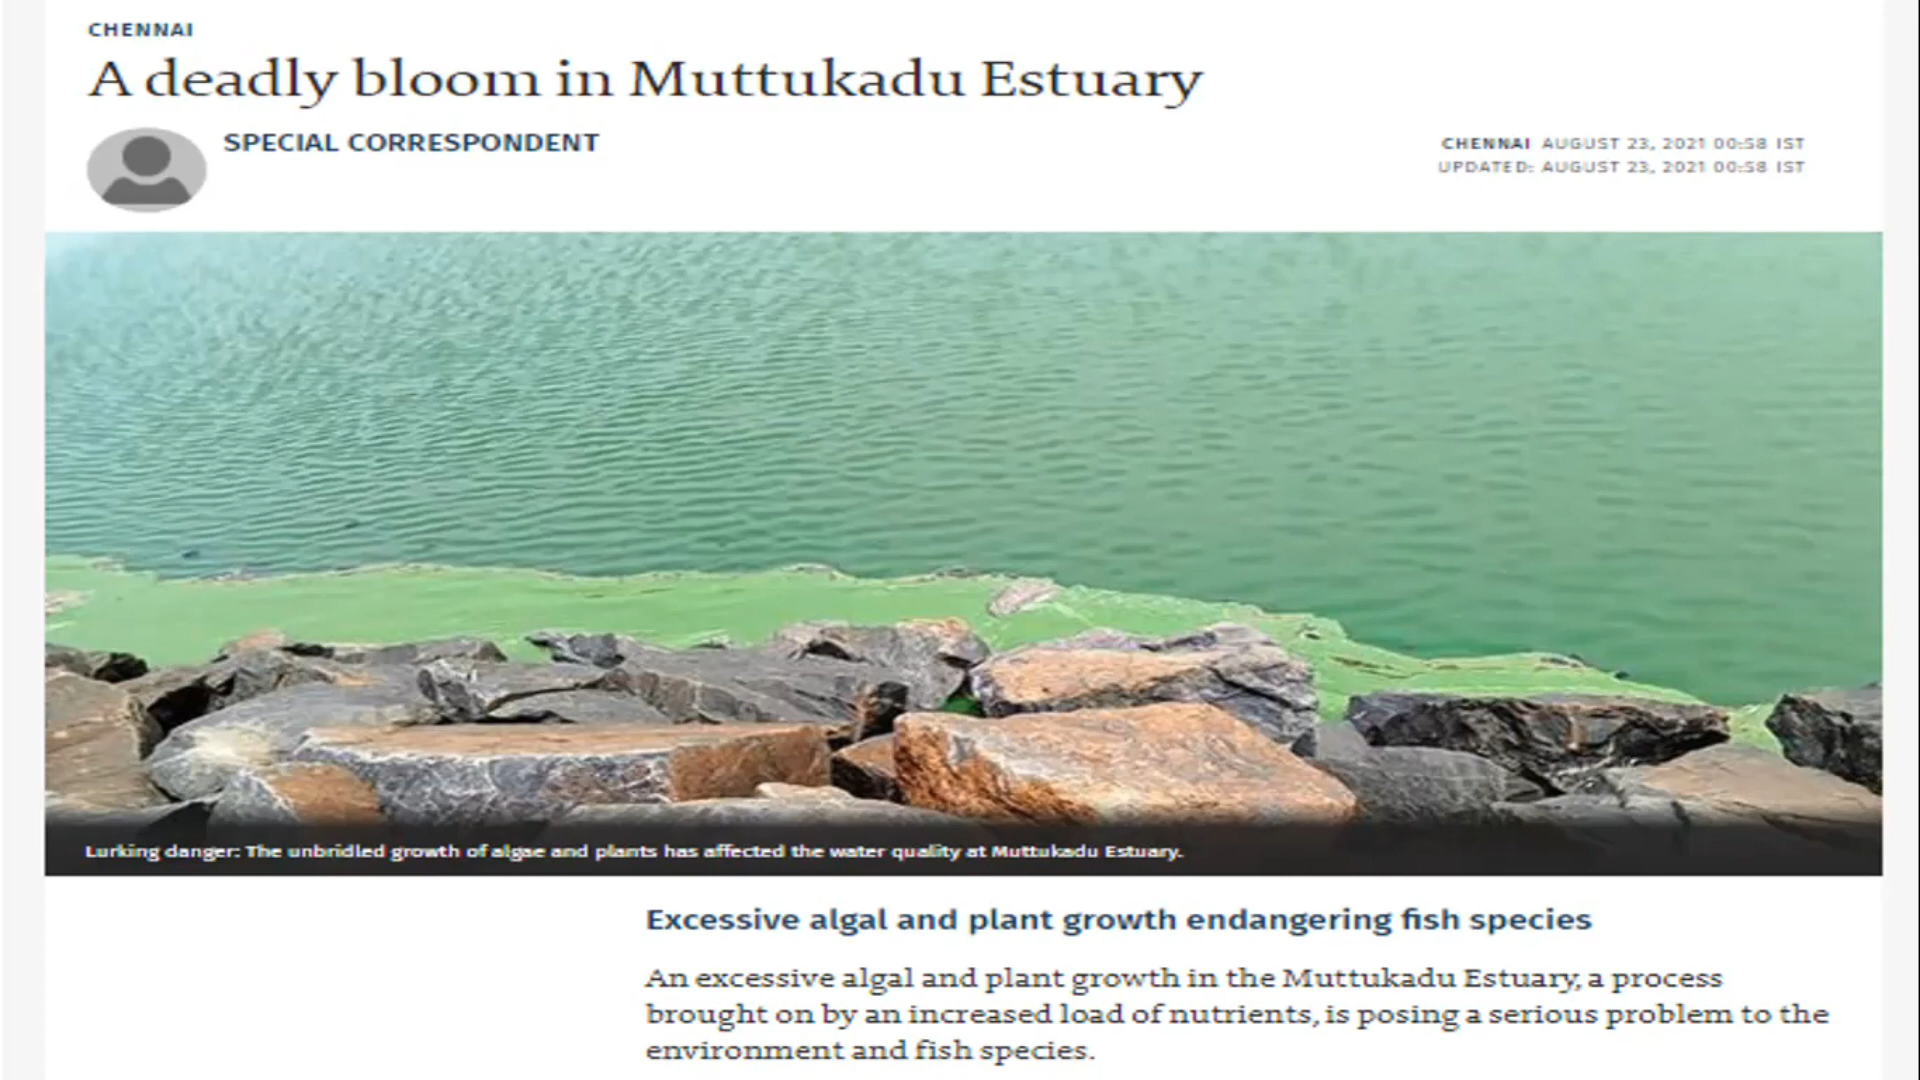 CHENNAI
A deadly bloom in Muttukadu Estuary
SPECIAL CORRESPONDENT
CHENNAI AUGUST 23, 2021 00:58 IST
UPDATED: AUGUST 23, 2021 00:58 IST
Lurking danger: The unbridled growth of algae and plants has affected the water quality at Muttukadu Estuary.
Excessive algal and plant growth endangering fish species
An excessive algal and plant growth in the Muttukadu Estuary, a process
brought on by an increased load of nutrients, is posing a serious problem to the
environment and fish species.